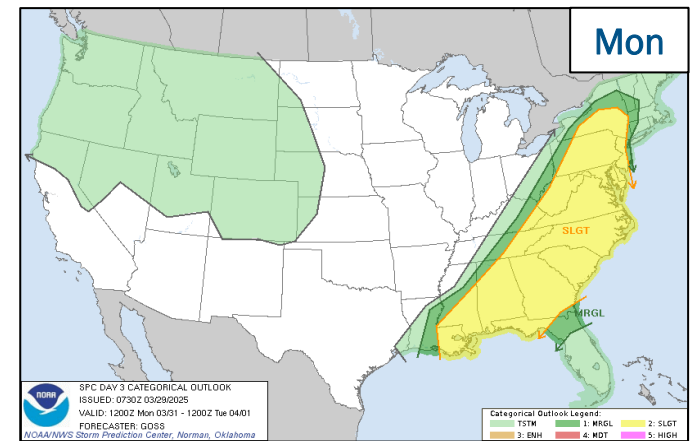 Mon
SLGT
MRGL
NOAA
SPC DAY 3 CATEGORICAL OUTLOOK
ISSUED: 0730Z 03/29/2025
VALID: 1200Z Mon 03/31 - 1200Z Tue 04/01
FORECASTER: GOSS
NOAA/NWS Storm Prediction Center, Norman, Oklahoma
Categorical Outlook Legend:
TSTM 1: MRGL 2: SLGT
3: ENH 4: MDT 5: HIGH